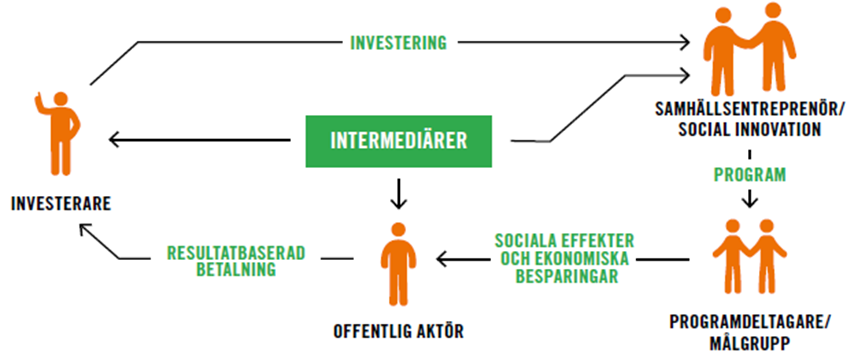 INVESTERING
SAMHÄLLSENTREPRENÖR/
SOCIAL INNOVATION
INTERMEDIÄRER
PROGRAM
INVESTERARE
RESULTATBASERAD
BETALNING
SOCIALA EFFEKTER
OCH EKONOMISKA
BESPARINGAR
OFFENTLIG AKTÖR
PROGRAMDELTAGARE/
MÅLGRUPP